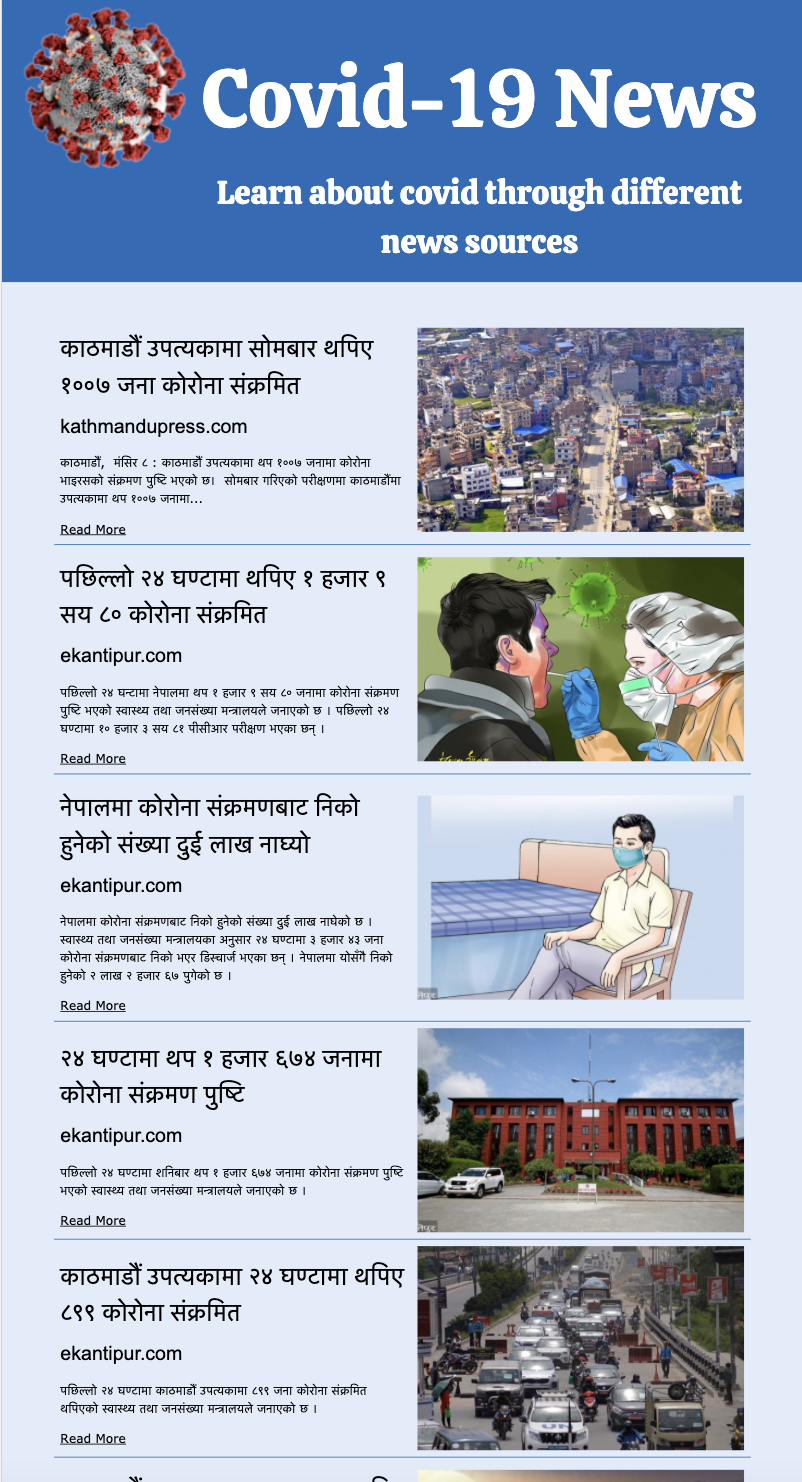 Covid-19 News
Learn about covid through different
news sources
काठमाडौं उपत्यकामा सोमबार थपिए
१००७ जना कोरोना संक्रमित
kathmandupress.com
काठमाडौं, मंसिर ८ : काठमाडौं उपत्यकामा थप १००७ जनामा कोरोना
भाइरसको संक्रमण पुष्टि भएको छ। सोमबार गरिएको परीक्षणमा काठमाडौंमा
उपत्यकामा थप १००७ जनामा...
Read More
पछिल्लो २४ घण्टामा थपिए १ हजार ९
सय ८० कोरोना संक्रमित
ekantipur.com
पछिल्लो २४ घन्टामा नेपालमा थप १ हजार ९ सय ८० जनामा कोरोना संक्रमण
पुष्टि भएको स्वास्थ्य तथा जनसंख्या मन्त्रालयले जनाएको छ । पछिल्लो २४
घण्टामा १० हजार ३ सय ८१ पीसीआर परीक्षण भएका छन् ।
Read More
नेपालमा कोरोना संक्रमणबाट निको
हुनेको संख्या दुई लाख नाघ्यो
ekantipur.com
नेपालमा कोरोना संक्रमणबाट निको हुनेको संख्या दुई लाख नाघेको छ ।
स्वास्थ्य तथा जनसंख्या मन्त्रालयका अनुसार २४ घण्टामा ३ हजार ४३ जना
कोरोना संक्रमणबाट निको भएर डिस्चार्ज भएका छन् । नेपालमा योसँगै निको
हुनेको २ लाख २ हजार ६७ पुगेको छ ।
Read More
२४ घण्टामा थप १ हजार ६७४ जनामा
कोरोना संक्रमण पुष्टि
ekantipur.com
पछिल्लो २४ घण्टामा शनिबार थप १ हजार ६७४ जनामा कोरोना संक्रमण पुष्टि
भएको स्वास्थ्य तथा जनसंख्या मन्त्रालयले जनाएको छ ।
Read More
काठमाडौं उपत्यकामा २४ घण्टामा थपिए
८९९ कोरोना संक्रमित
ekantipur.com
पछिल्लो २४ घण्टामा काठमाडौं उपत्यकामा ८९९ जना कोरोना संक्रमित
थपिएको स्वास्थ्य तथा जनसंख्या मन्त्रालयले जनाएको छ ।
UN
Read More